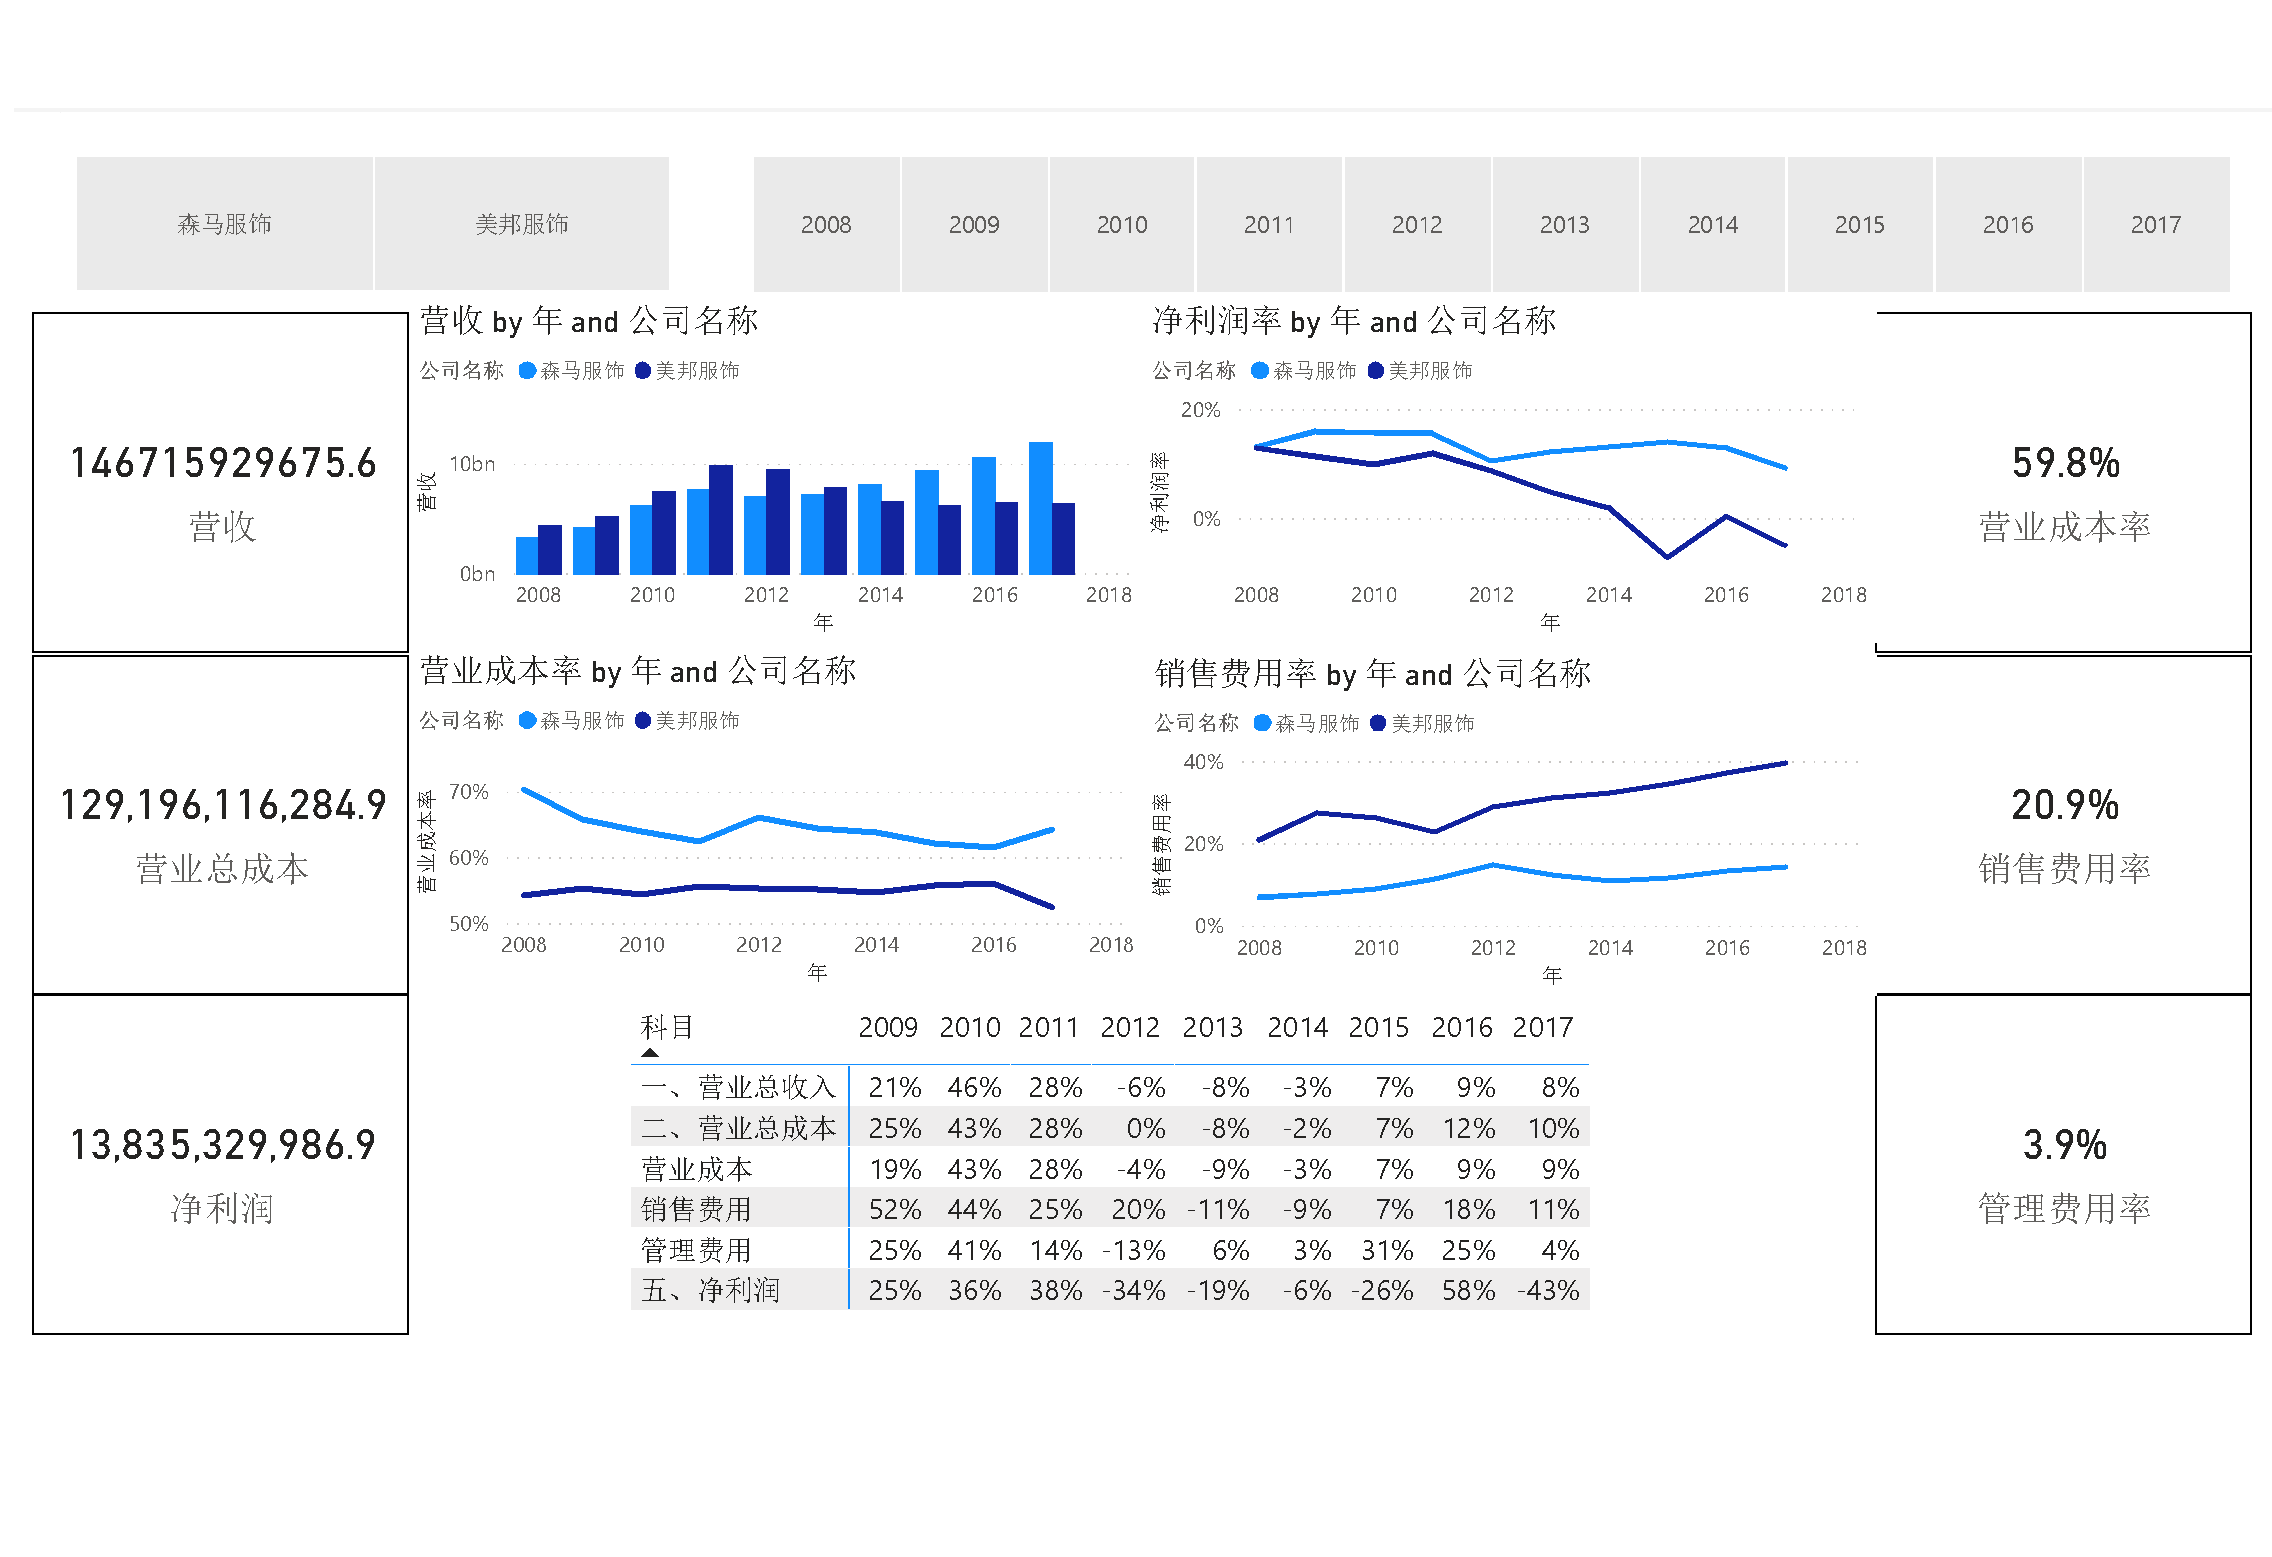 森马服饰 美邦服饰 2008 2009 2010 2011 2012 2013 2014 2015 2016 2017
146715929675.6
营收
营收 by 年 and 公司名称
公司名称 森马服饰 美邦服饰
营收
10bn
0bn
2008 2010 2012 2014 2016 2018
年
净利润率 by 年 and 公司名称
公司名称 森马服饰 美邦服饰
净利润率
20%
0%
2008 2010 2012 2014 2016 2018
年
59.8%
营业成本率
129,196,116,284.9
营业总成本
营业成本率 by 年 and 公司名称
公司名称 森马服饰 美邦服饰
营业成本率
70%
60%
50%
2008 2010 2012 2014 2016 2018
年
销售费用率 by 年 and 公司名称
公司名称 森马服饰 美邦服饰
销售费用率
40%
20%
0%
2008 2010 2012 2014 2016 2018
年
20.9%
销售费用率
13,835,329,986.9
净利润
科目 2009 2010 2011 2012 2013 2014 2015 2016 2017
一、营业总收入 21% 46% 28% -6% -8% -3% 7% 9% 8%
二、营业总成本 25% 43% 28% 0% -8% -2% 7% 12% 10%
营业成本 19% 43% 28% -4% -9% -3% 7% 9% 9%
销售费用 52% 44% 25% 20% -11% -9% 7% 18% 11%
管理费用 25% 41% 14% -13% 6% 3% 31% 25% 4%
五、净利润 25% 36% 38% -34% -19% -6% -26% 58% -43%
3.9%
管理费用率